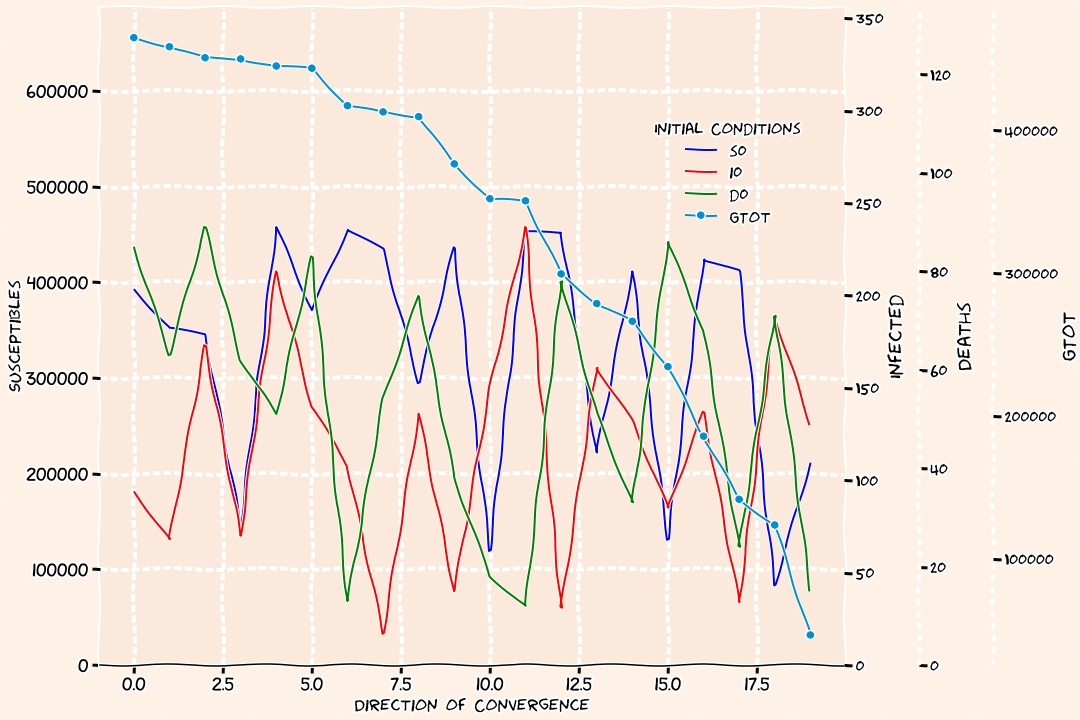 INITIAL CONDITIONS
S0
I0
D0
GTOT
SUSCEPTIBLES
600000
500000
400000
300000
200000
100000
0
0.0 2.5 5.0 7.5 10.0 12.5 15.0 17.5
DIRECTION OF CONVERGENCE
350
300
250
200
150
100
50
0
INFECTED
120
100
80
60
40
20
0
DEATHS
400000
300000
200000
100000
GTOT